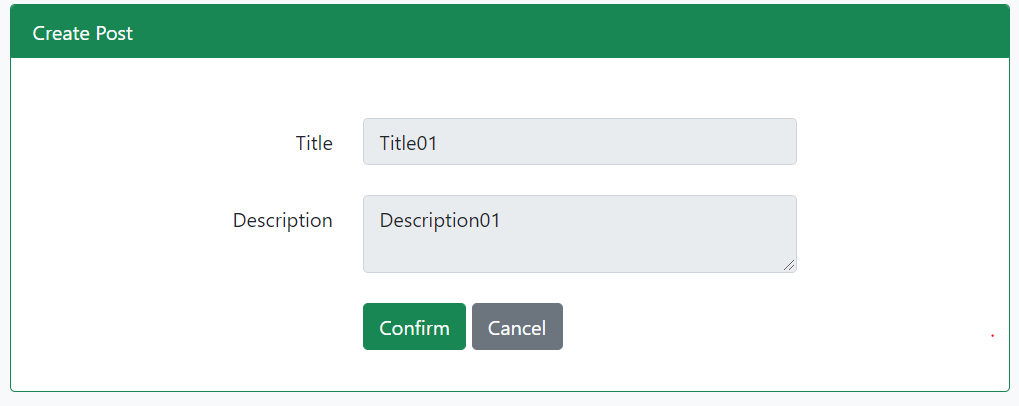 Create Post
Title Title01
Description Description01
Confirm Cancel